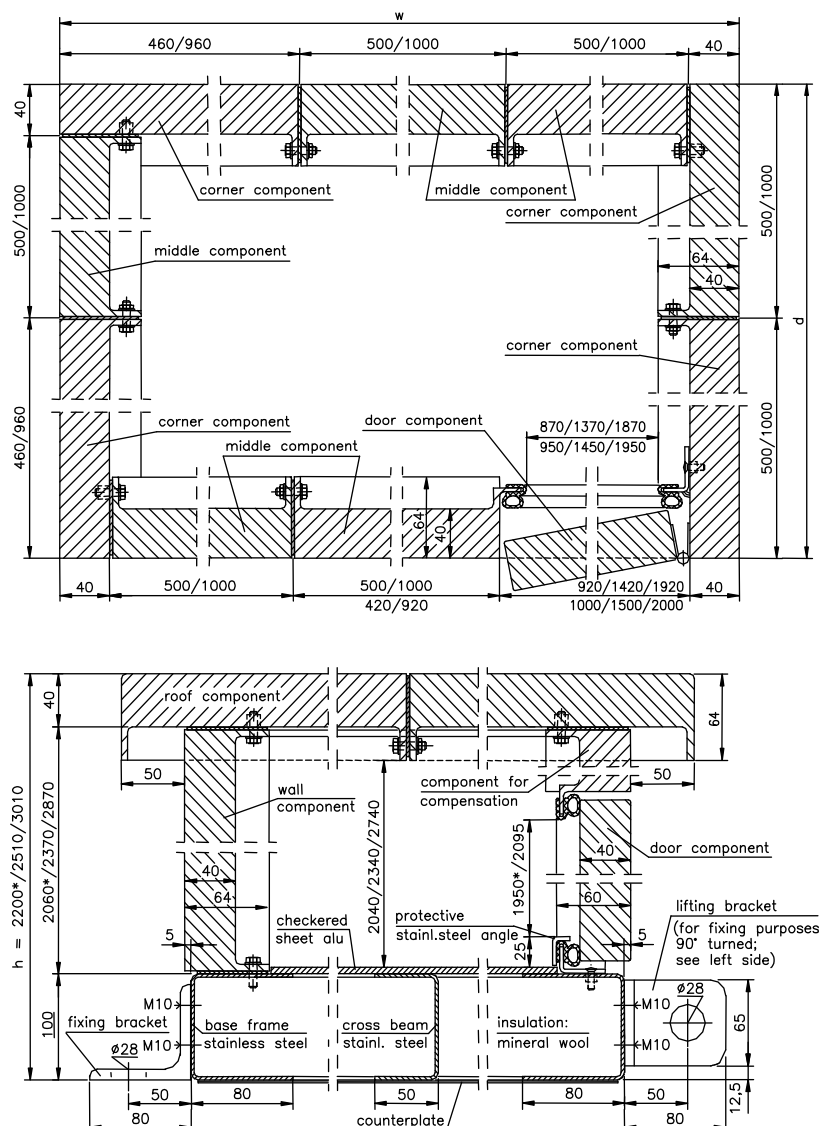 w
460/960
500/1000
500/1000
40
40
corner component
middle component
corner component
500/1000
500/1000
middle component
64
40
d
corner component
460/960
corner component
door component
870/1370/1870
950/1450/1950
middle component
500/1000
64
40
40
500/1000
500/1000
420/920
920/1420/1920
1000/1500/2000
40
roof component
40
64
50
wall
component
component for
compensation
50
h = 2200*/2510/3010
2060*/2370/2870
2040/2340/2740
1950*/2095
door component
40
40
64
60
lifting bracket
(for fixing purposes
90° turned;
see left side)
checkered
sheet alu
protective
stainl.steel angle
5
25
5
ø28
M10
M10
fixing bracket
100
base frame
stainless steel
cross beam
stainl. steel
insulation:
mineral wool
65
ø28
M10
M10
50
80
50
80
50
12,5
80
80
counterplate